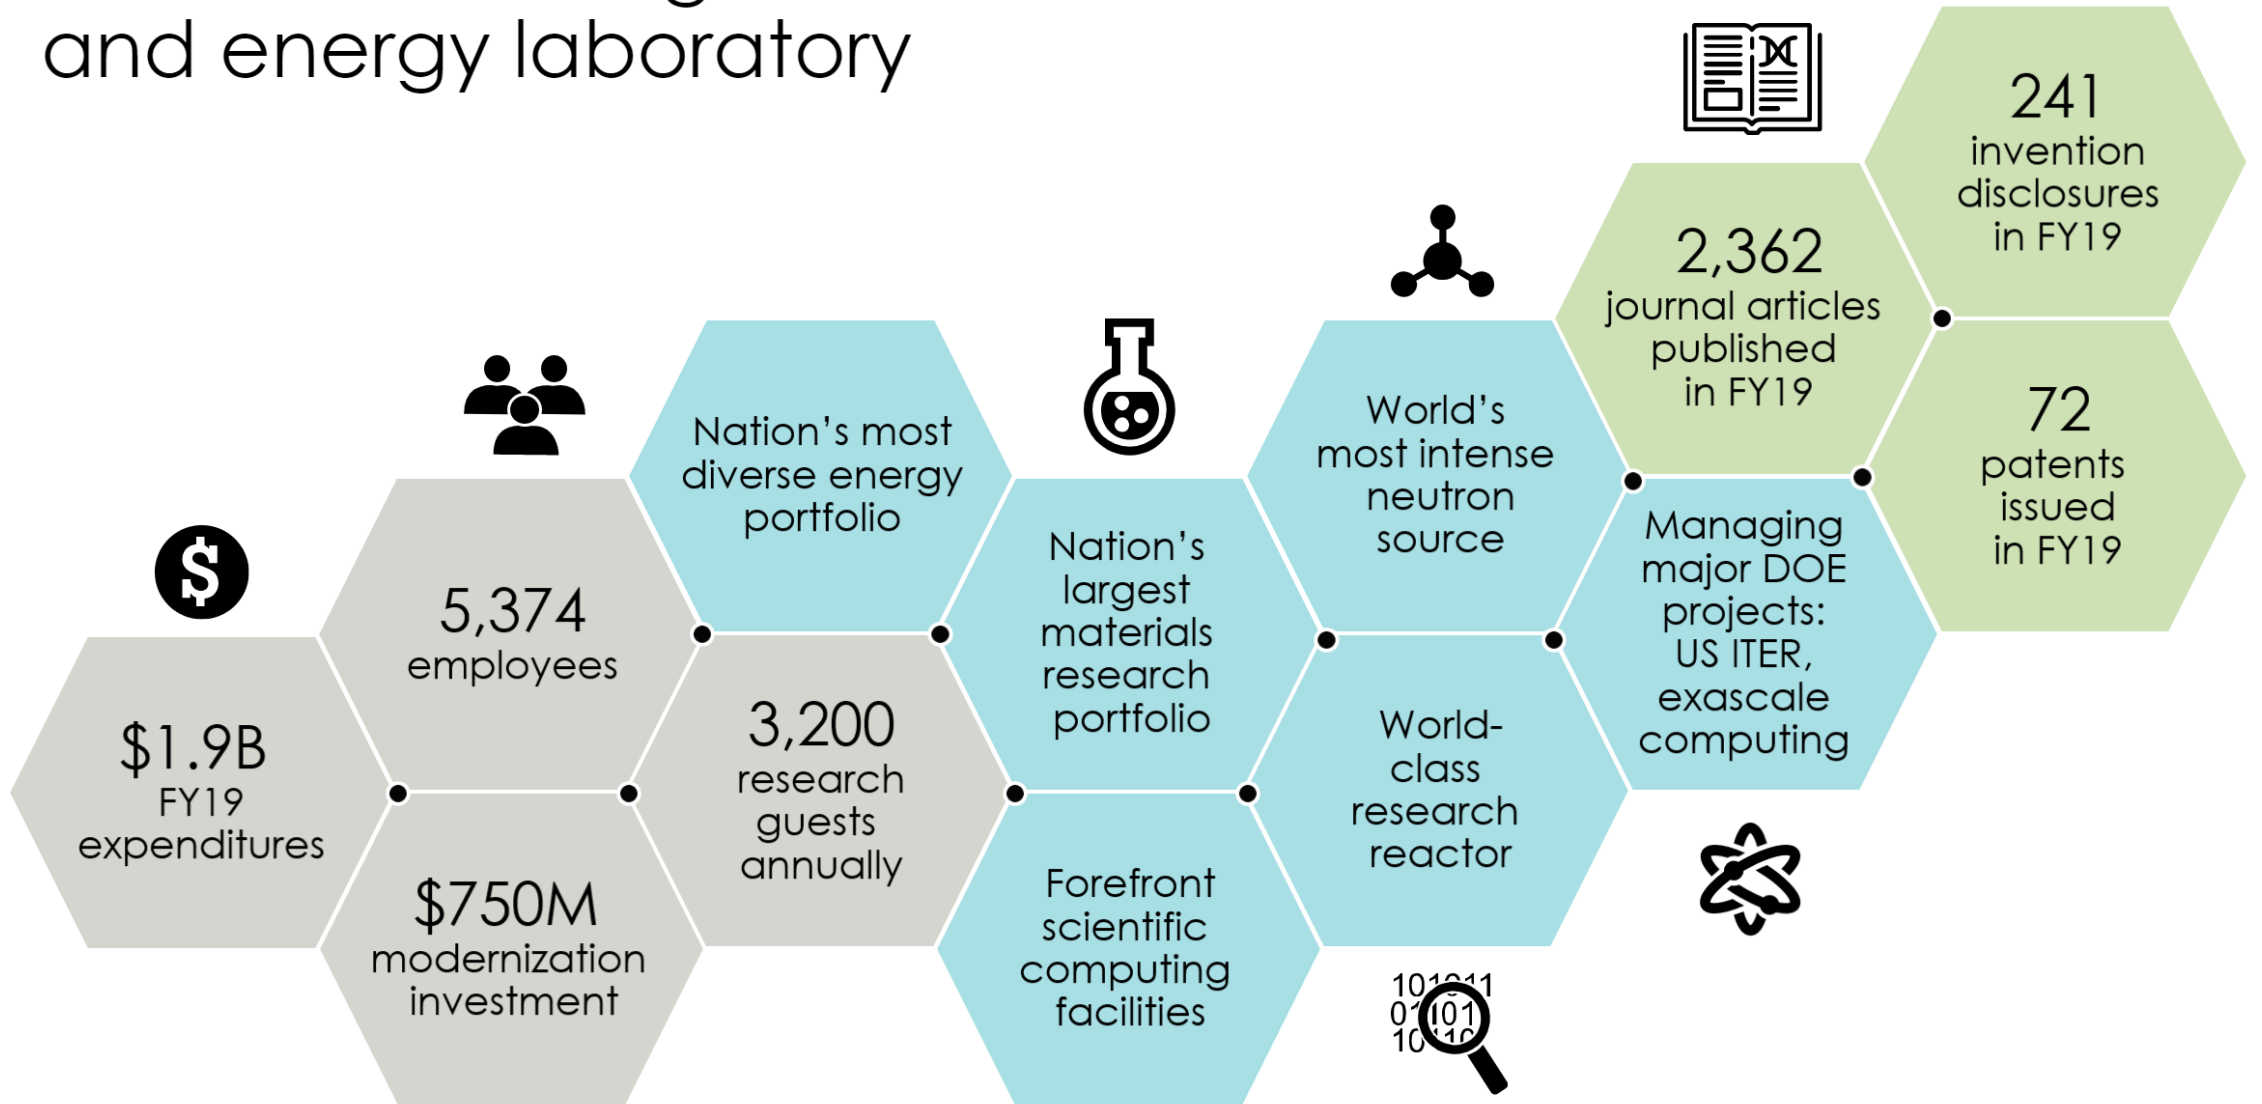 and energy laboratory
$1.9B
FY19
expenditures
5,374
employees
$750M
modernization
investment
Nation's most
diverse energy
portfolio
3,200
research
guests
annually
Nation's
largest
materials
research
portfolio
Forefront
scientific
computing
facilities
World's
most intense
neutron
source
World-
class
research
reactor
2,362
journal articles
published
in FY19
Managing
major DOE
projects:
US ITER,
exascale
computing
241
invention
disclosures
in FY19
72
patents
issued
in FY19